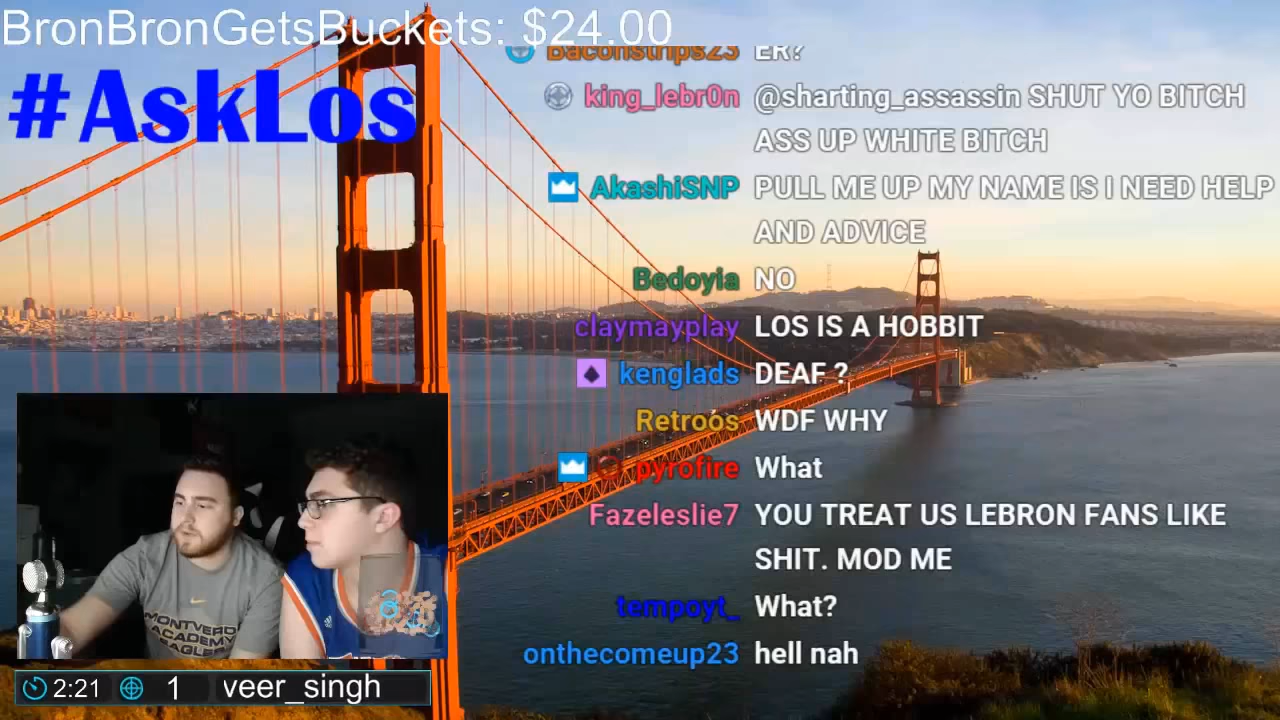 BronBronGetsBuckets: $24.00
#AskLos
Baconstrips23 ER?
king_lebr0n @sharting_assassin SHUT YO BITCH
ASS UP WHITE BITCH
AkashiSNP PULL ME UP MY NAME IS I NEED HELP
AND ADVICE
Bedoyia NO
claymayplay LOS IS A HOBBIT
kenglads DEAF ?
Retroós WDF WHY
pyrofire What
Fazeleslie7 YOU TREAT US LEBRON FANS LIKE
SHIT. MOD ME
tempoyt_ What?
onthecomeup23 hell nah
MONTVERDE
ACADEMY
EAGLES
2:21 1 veer_singh